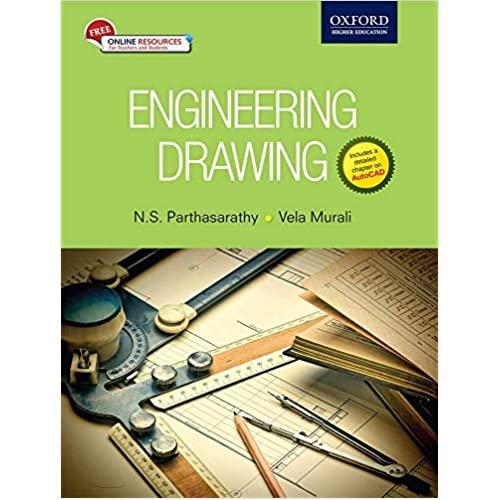 FREE
ONLINE RESOURCES
For Teachers and Students
OXFORD
HIGHER EDUCATION
ENGINEERING
DRAWING
Includes a
detailed
chapter on
AutoCAD
N.S. Parthasarathy • Vela Murali